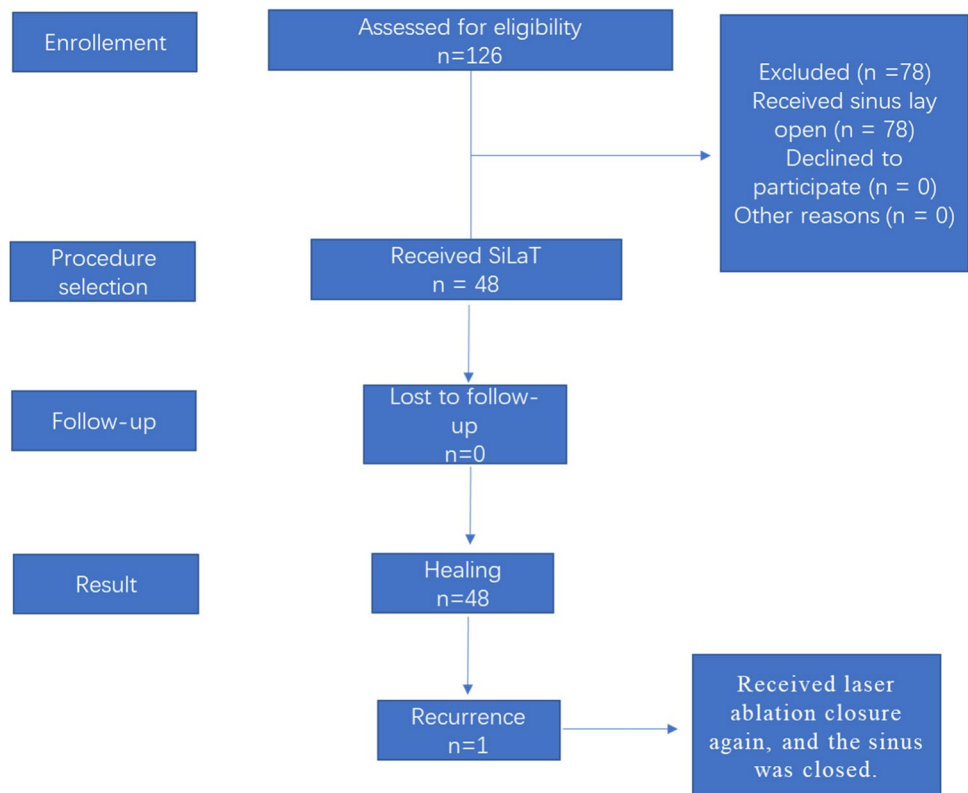 Enrollement
Assessed for eligibility
n=126
Excluded (n =78)
Received sinus lay
open (n = 78)
Declined to
participate (n = 0)
Other reasons (n = 0)
Procedure
selection
Received SiLaT
n = 48
Follow-up
Lost to follow-
up
n=0
Result
Healing
n=48
Recurrence
n=1
Received laser
ablation closure
again, and the sinus
was closed.